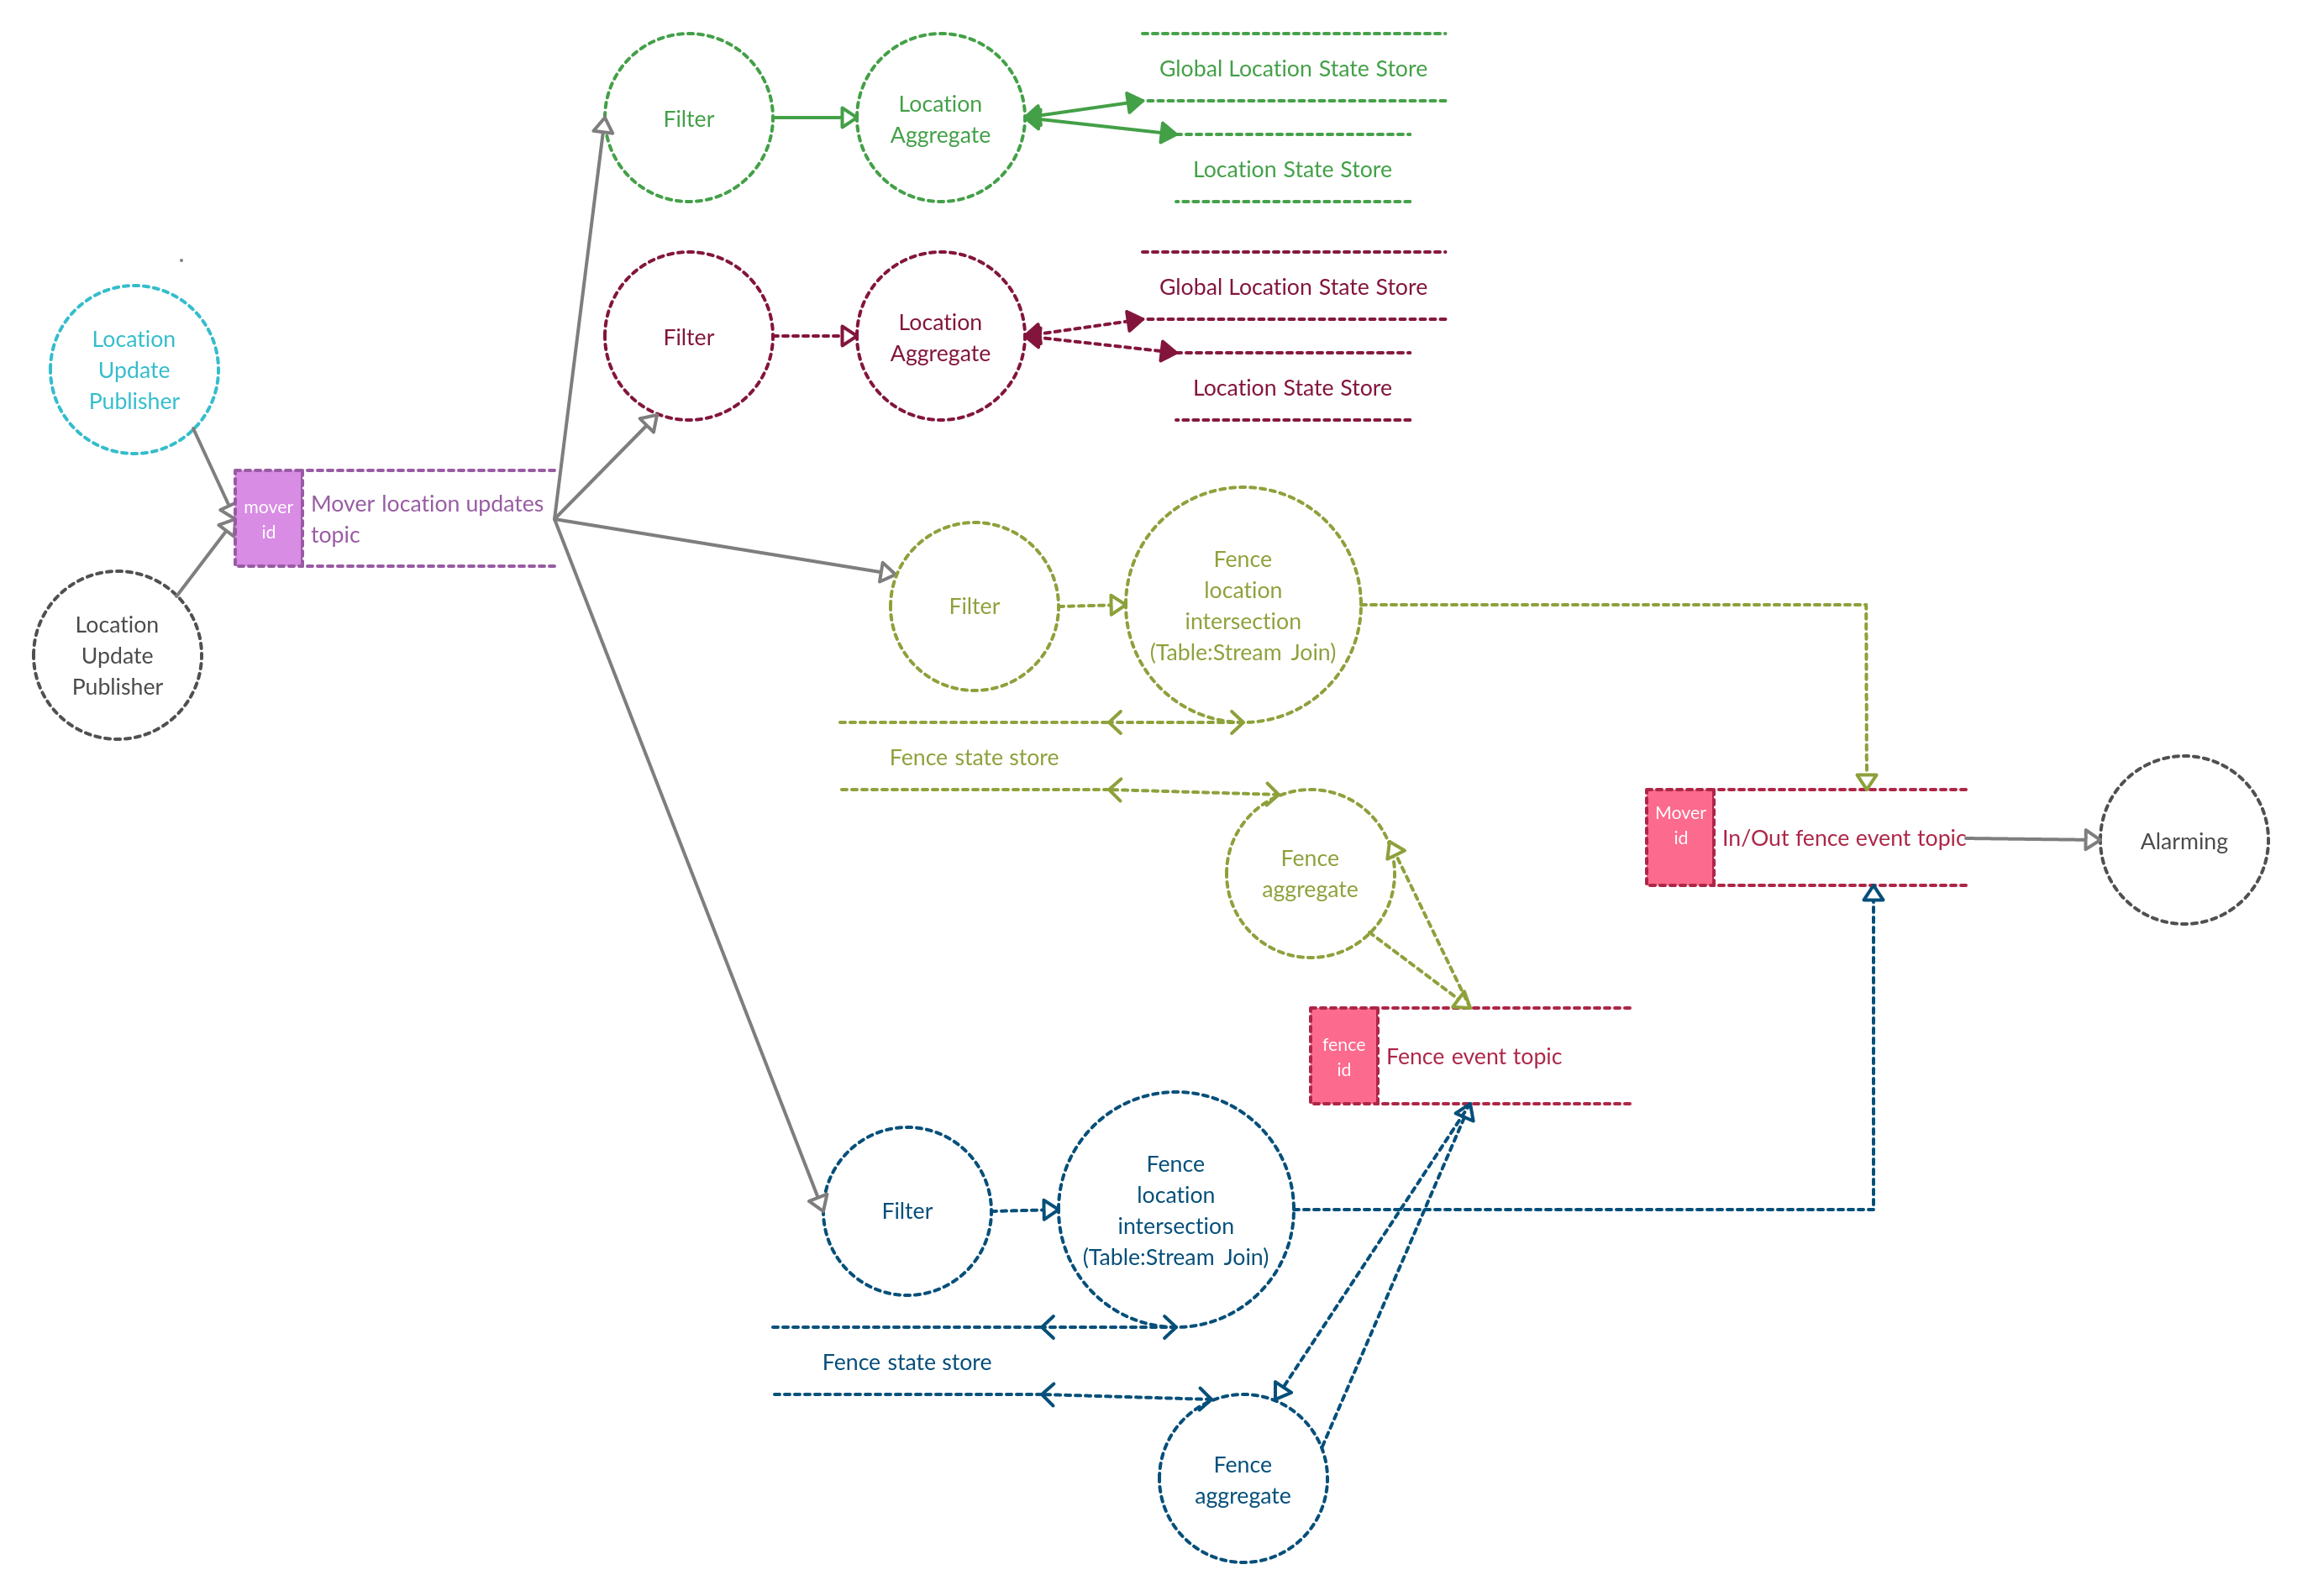 Filter
Location
Aggregate
Global Location State Store
Location State Store
Filter
Location
Aggregate
Global Location State Store
Location State Store
Location
Update
Publisher
mover
id
Mover location updates
topic
Location
Update
Publisher
Filter
Fence
location
intersection
(Table:Stream Join)
Fence state store
Fence
aggregate
Mover
id
In/Out fence event topic
Alarming
fence
id
Fence event topic
Filter
Fence
location
intersection
(Table:Stream Join)
Fence state store
Fence
aggregate